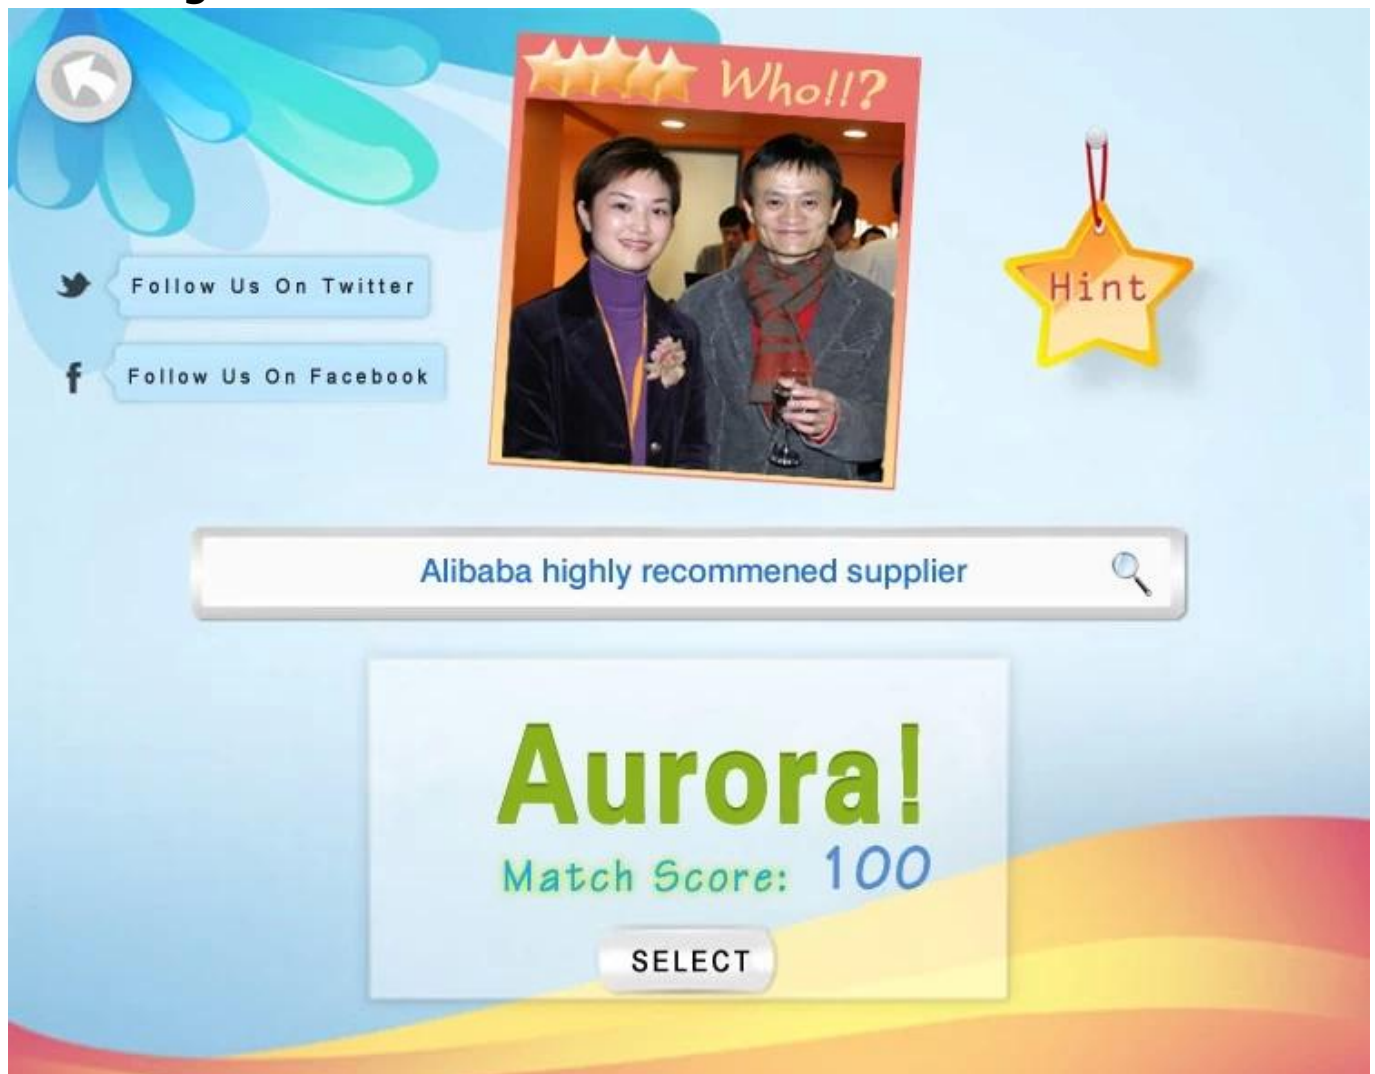 Who!!?
Hint
Follow Us On Twitter
f Follow Us On Facebook
Alibaba highly recommened supplier
Aurora!
Match Score: 100
SELECT